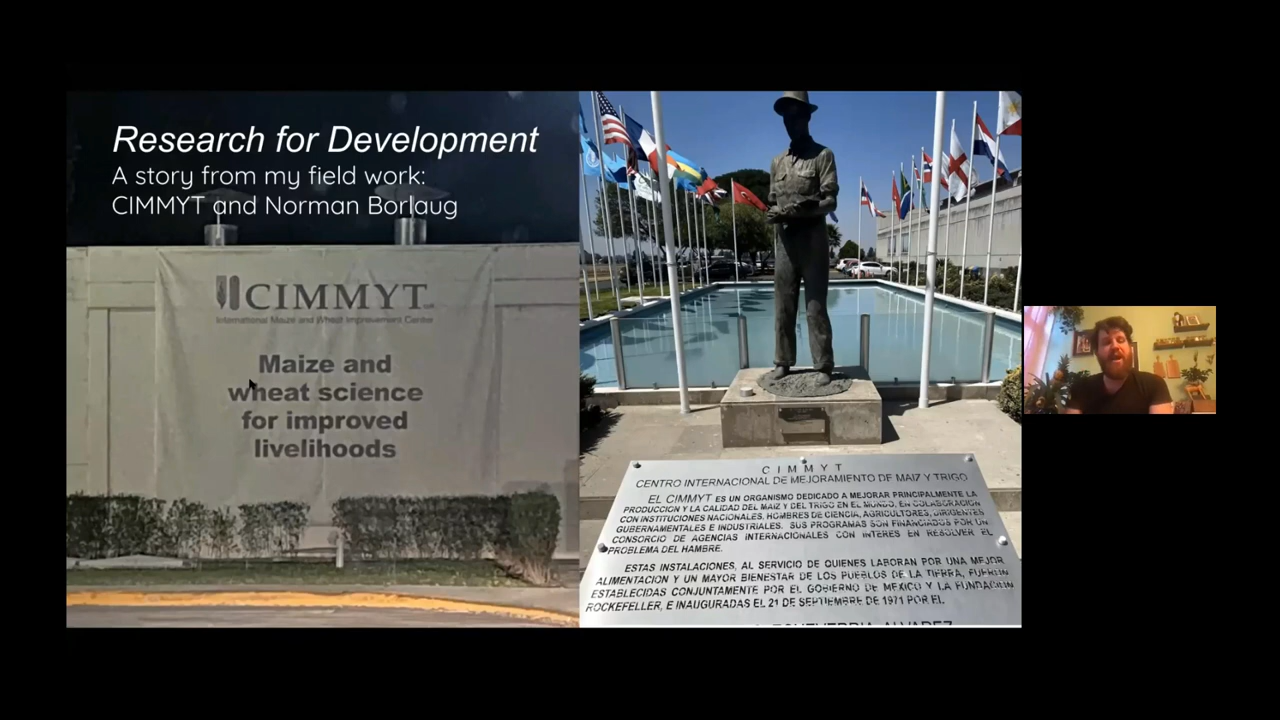 Research for Development
A story from my field work:
CIMMYT and Norman Borlaug
CIMMYT
International Maize and Wheat Improvement Center
Maize and
wheat science
for improved
livelihoods
CIMMYT
CENTRO INTERNACIONAL DE MEJORAMIENTO DE MAIZ Y TRIGO
EL CIMMYT ES UN ORGANISMO DEDICADO A MEJORAR PRINCIPALMENTE LA
PRODUCCION Y LA CALIDAD DEL MAIZ Y DEL TRIGO EN EL MUNDO, EN COLABORACION
CON INSTITUCIONES NACIONALES, HOMBRES DE CIENCIA, AGRICULTORES, DIRIGENTES
GUBERNAMENTALES E INDUSTRIALES. SUS PROGRAMAS SON FINANCIADOS POR UN
CONSORCIO DE AGENCIAS INTERNACIONALES CON INTERES EN RESOLVER EL
PROBLEMA DEL HAMBRE.
ESTAS INSTALACIONES, AL SERVICIO DE QUIENES LABORAN POR UNA MEJOR
ALIMENTACION Y UN MAYOR BIENESTAR DE LOS PUEBLOS DE LA TIERRA, FUERON
ESTABLECIDAS CONJUNTAMENTE POR EL GOBIERNO DE MEXICO Y LA FUNDACION
ROCKEFELLER, E INAUGURADAS EL 21 DE SEPTIEMBRE DE 1971 POR EL
ECHEVERRIA ALVAREZ